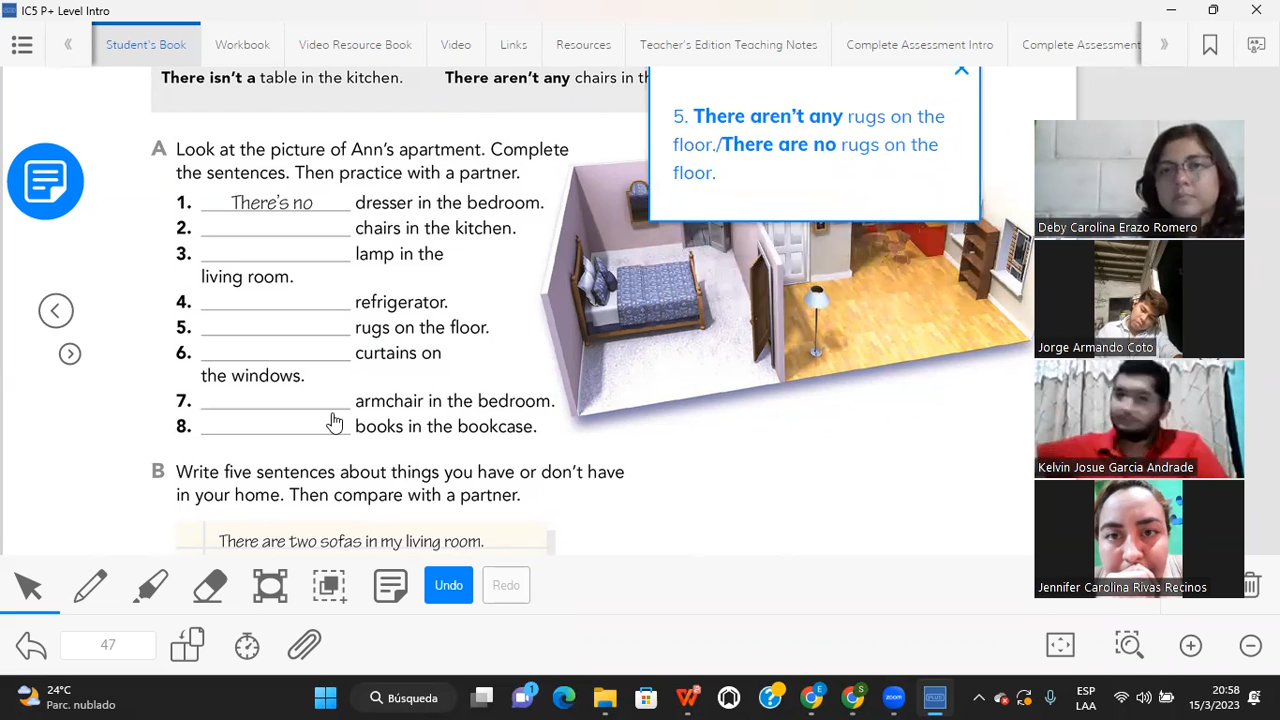 IC5 P+ Level Intro
Student's Book Workbook Video Resource Book Video Links Resources Teacher's Edition Teaching Notes Complete Assessment Intro Complete Assessment
There isn't a table in the kitchen. There aren't any chairs in th
5. There aren't any rugs on the
floor./There are no rugs on the
floor.
A Look at the picture of Ann's apartment. Complete
the sentences. Then practice with a partner.
1. There's no dresser in the bedroom.
2. ____ chairs in the kitchen.
3. ____ lamp in the
living room.
4. ____ refrigerator.
5. ____ rugs on the floor.
6. ____ curtains on
the windows.
7. ____ armchair in the bedroom.
8. ____ books in the bookcase.
B Write five sentences about things you have or don't have
in your home. Then compare with a partner.
There are two sofas in my living room.
Deby Carolina Erazo Romero
Jorge Armando Coto
Kelvin Josue Garcia Andrade
Jennifer Carolina Rivas Recinos
Undo Redo
47
24°C
Parc. nublado
Búsqueda
ESP
LAA
20:58
15/3/2023